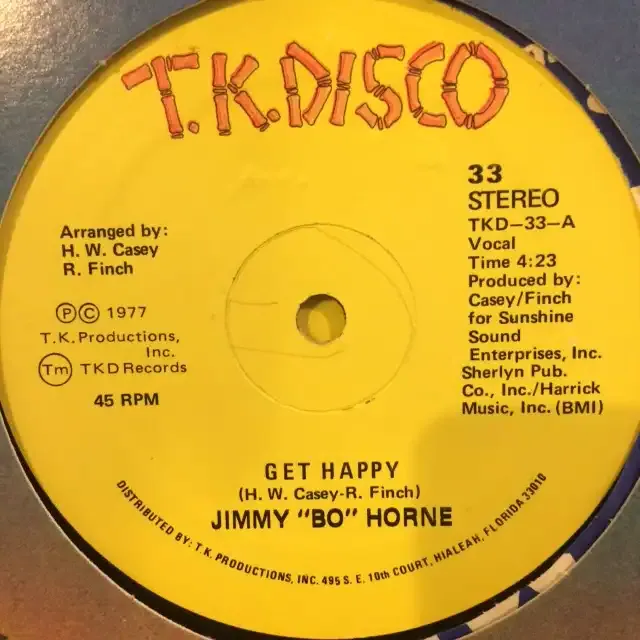 T.K.DISCO
33
STEREO
TKD–33–A
Vocal
Time 4:23
Produced by:
Casey/Finch
for Sunshine
Sound
Enterprises, Inc.
Sherlyn Pub.
Co., Inc./Harrick
Music, Inc. (BMI)
Arranged by:
H. W. Casey
R. Finch
Ⓟ© 1977
T.K.Productions,
Inc.
Tm TKD Records
45 RPM
GET HAPPY
(H. W. Casey-R. Finch)
JIMMY "BO" HORNE
DISTRIBUTED BY: T.K. PRODUCTIONS, INC. 495 S. E. 10th COURT, HIALEAH, FLORIDA 33010